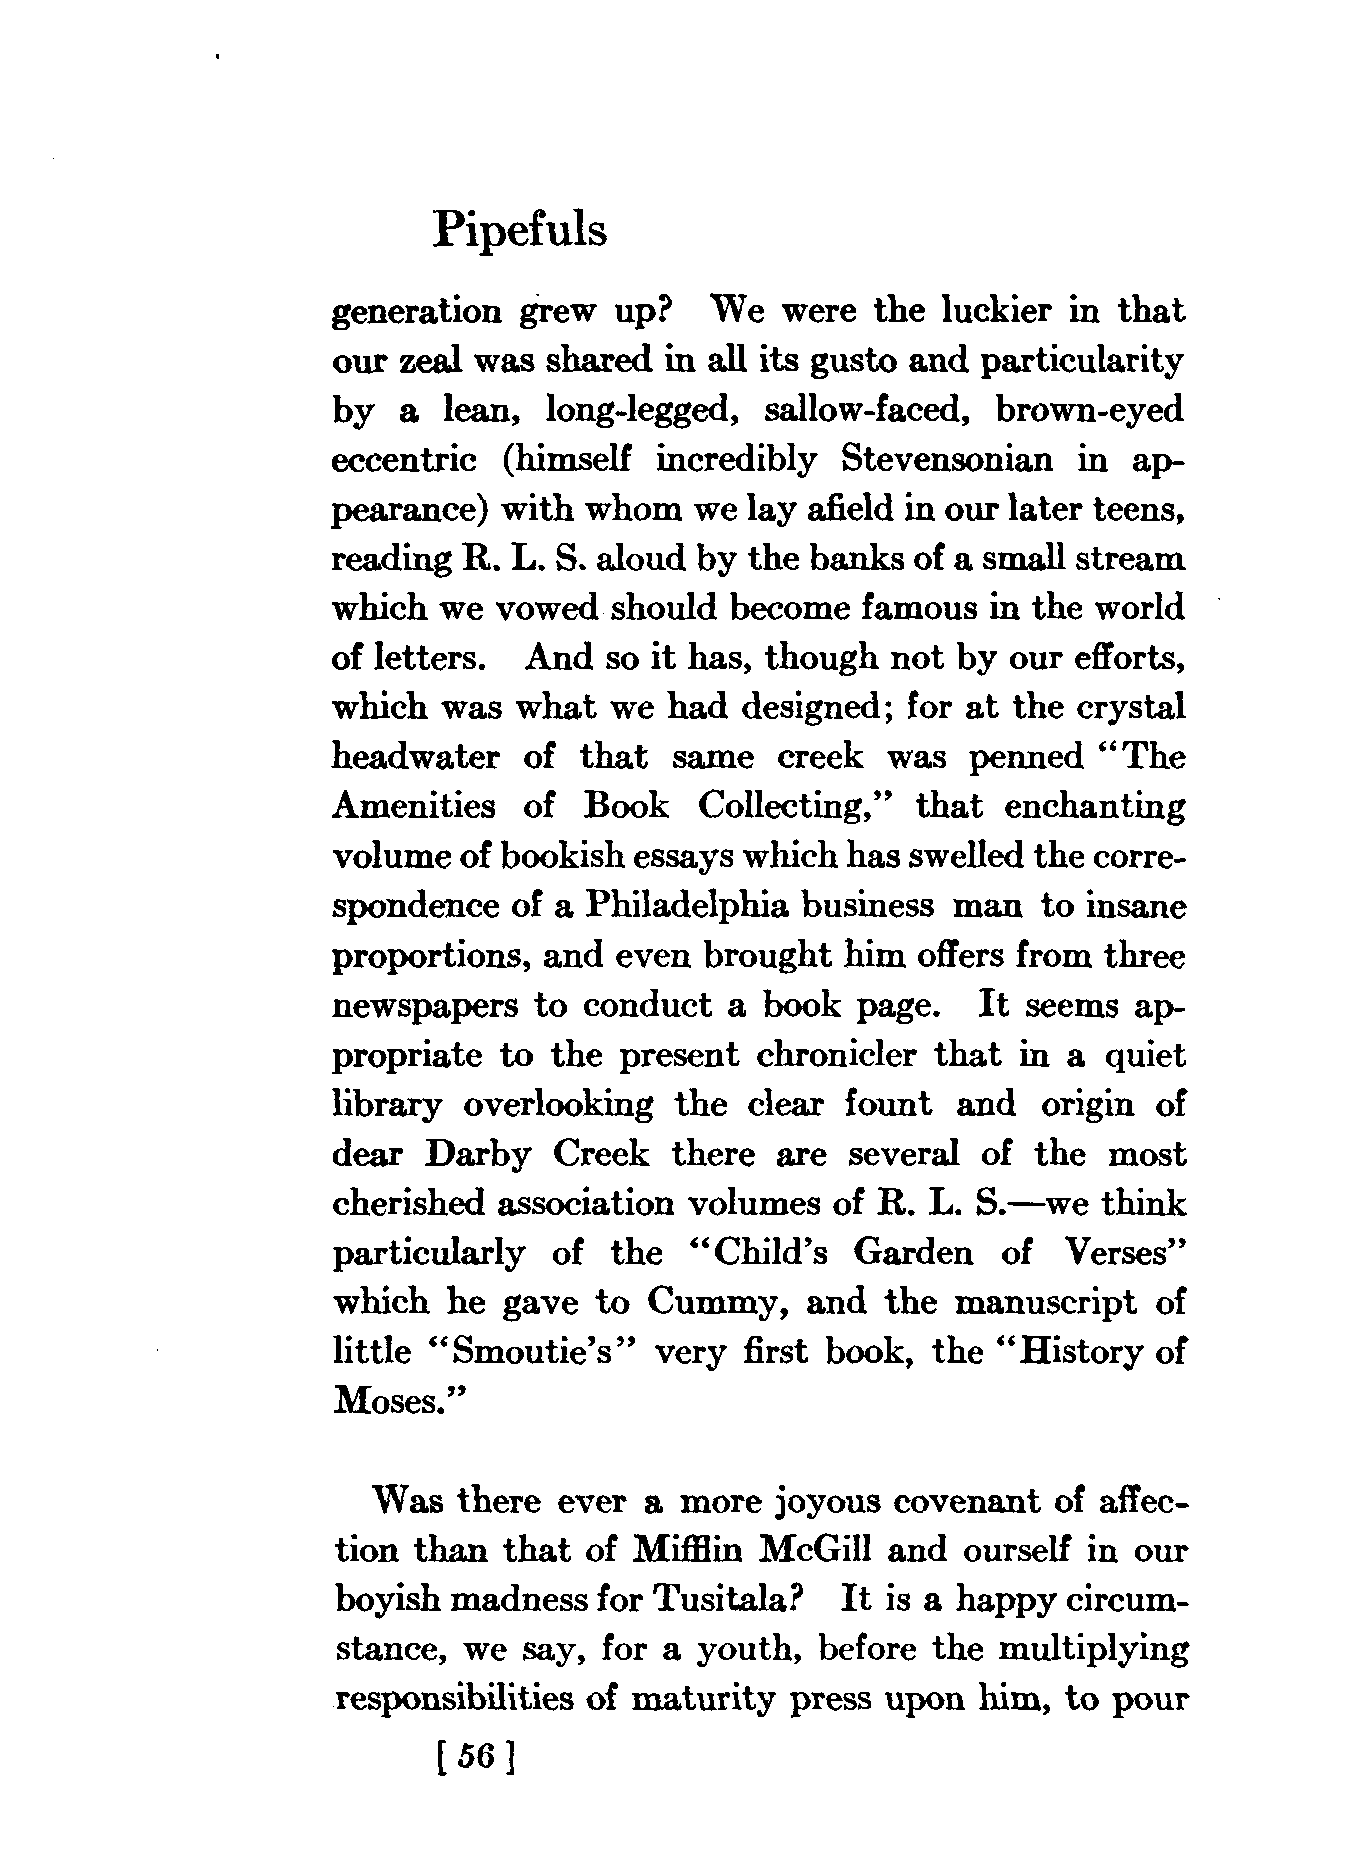 Pipefuls
generation grew up? We were the luckier in that
our zeal was shared in all its gusto and particularity
by a lean, long-legged, sallow-faced, brown-eyed
eccentric (himself incredibly Stevensonian in ap-
pearance) with whom we lay afield in our later teens,
reading R. L. S. aloud by the banks of a small stream
which we vowed should become famous in the world
of letters. And so it has, though not by our efforts,
which was what we had designed; for at the crystal
headwater of that same creek was penned “The
Amenities of Book Collecting,” that enchanting
volume of bookish essays which has swelled the corre-
spondence of a Philadelphia business man to insane
proportions, and even brought him offers from three
newspapers to conduct a book page. It seems ap-
propriate to the present chronicler that in a quiet
library overlooking the clear fount and origin of
dear Darby Creek there are several of the most
cherished association volumes of R. L. S.—we think
particularly of the “Child’s Garden of Verses”
which he gave to Cummy, and the manuscript of
little “Smoutie’s” very first book, the “History of
Moses.”
Was there ever a more joyous covenant of affec-
tion than that of Mifflin McGill and ourself in our
boyish madness for Tusitala? It is a happy circum-
stance, we say, for a youth, before the multiplying
responsibilities of maturity press upon him, to pour
[ 56 ]